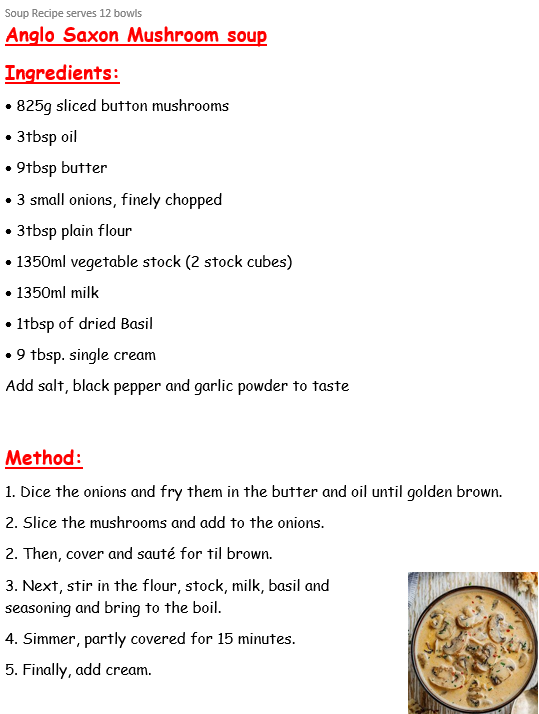 Soup Recipe serves 12 bowls
Anglo Saxon Mushroom soup
Ingredients:
• 825g sliced button mushrooms
• 3tbsp oil
• 9tbsp butter
• 3 small onions, finely chopped
• 3tbsp plain flour
• 1350ml vegetable stock (2 stock cubes)
• 1350ml milk
• 1tbsp of dried Basil
• 9 tbsp. single cream
Add salt, black pepper and garlic powder to taste
Method:
1. Dice the onions and fry them in the butter and oil until golden brown.
2. Slice the mushrooms and add to the onions.
2. Then, cover and sauté for til brown.
3. Next, stir in the flour, stock, milk, basil and
seasoning and bring to the boil.
4. Simmer, partly covered for 15 minutes.
5. Finally, add cream.